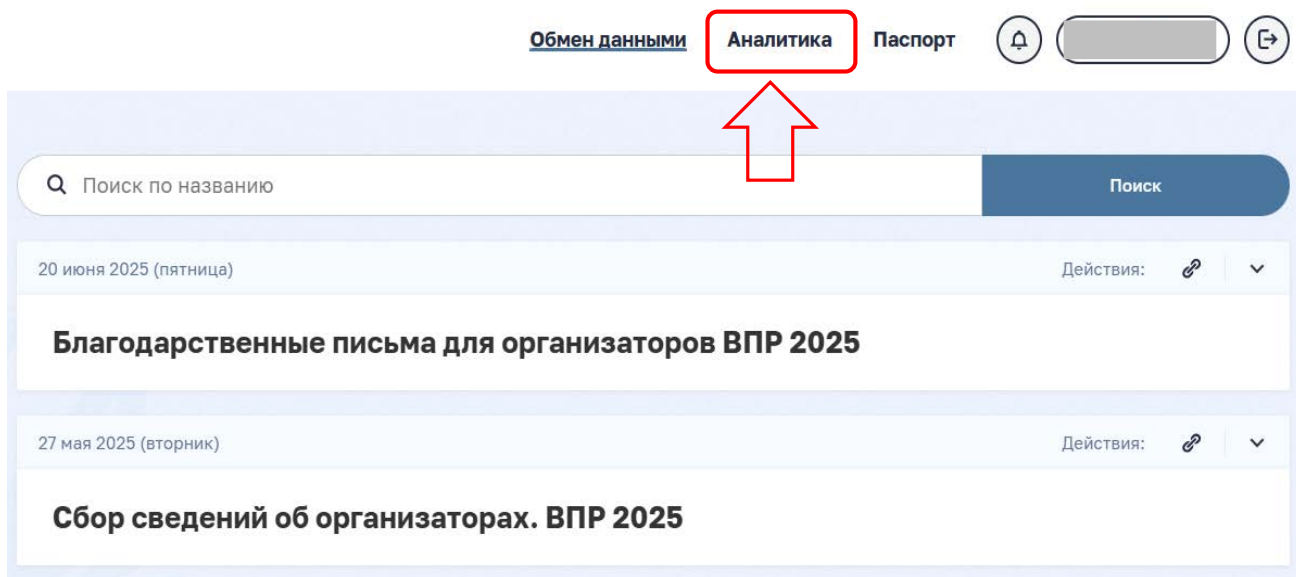 Обмен данными Аналитика Паспорт
Поиск по названию Поиск
20 июня 2025 (пятница) Действия:
Благодарственные письма для организаторов ВПР 2025
27 мая 2025 (вторник) Действия:
Сбор сведений об организаторах. ВПР 2025